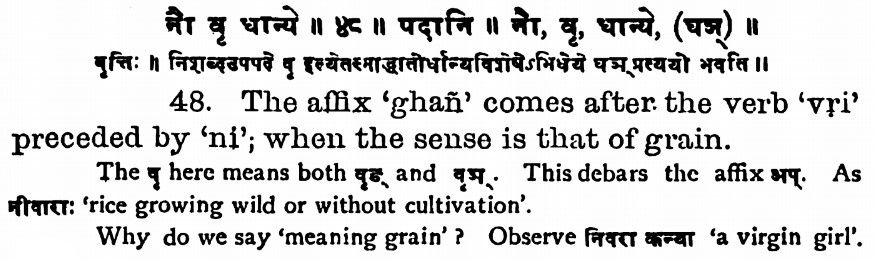 नौ वृ धान्ये ॥ ४८ ॥ पदानि ॥ नौ, वृ, धान्ये, (घञ्) ॥
वृत्तिः ॥ निशब्दउपपदे वृ इत्येतस्माद्धातोर्धान्यविशेषेऽभिधेये घञ् प्रत्ययो भवति ॥
48. The affix ‘ghañ’ comes after the verb ‘vṛi’
preceded by ‘ni’; when the sense is that of grain.
The वृ here means both वृङ् and वृञ्. This debars the affix अप्. As
नीवाराः ‘rice growing wild or without cultivation’.
Why do we say ‘meaning grain’ ? Observe निवरा कन्या ‘a virgin girl’.